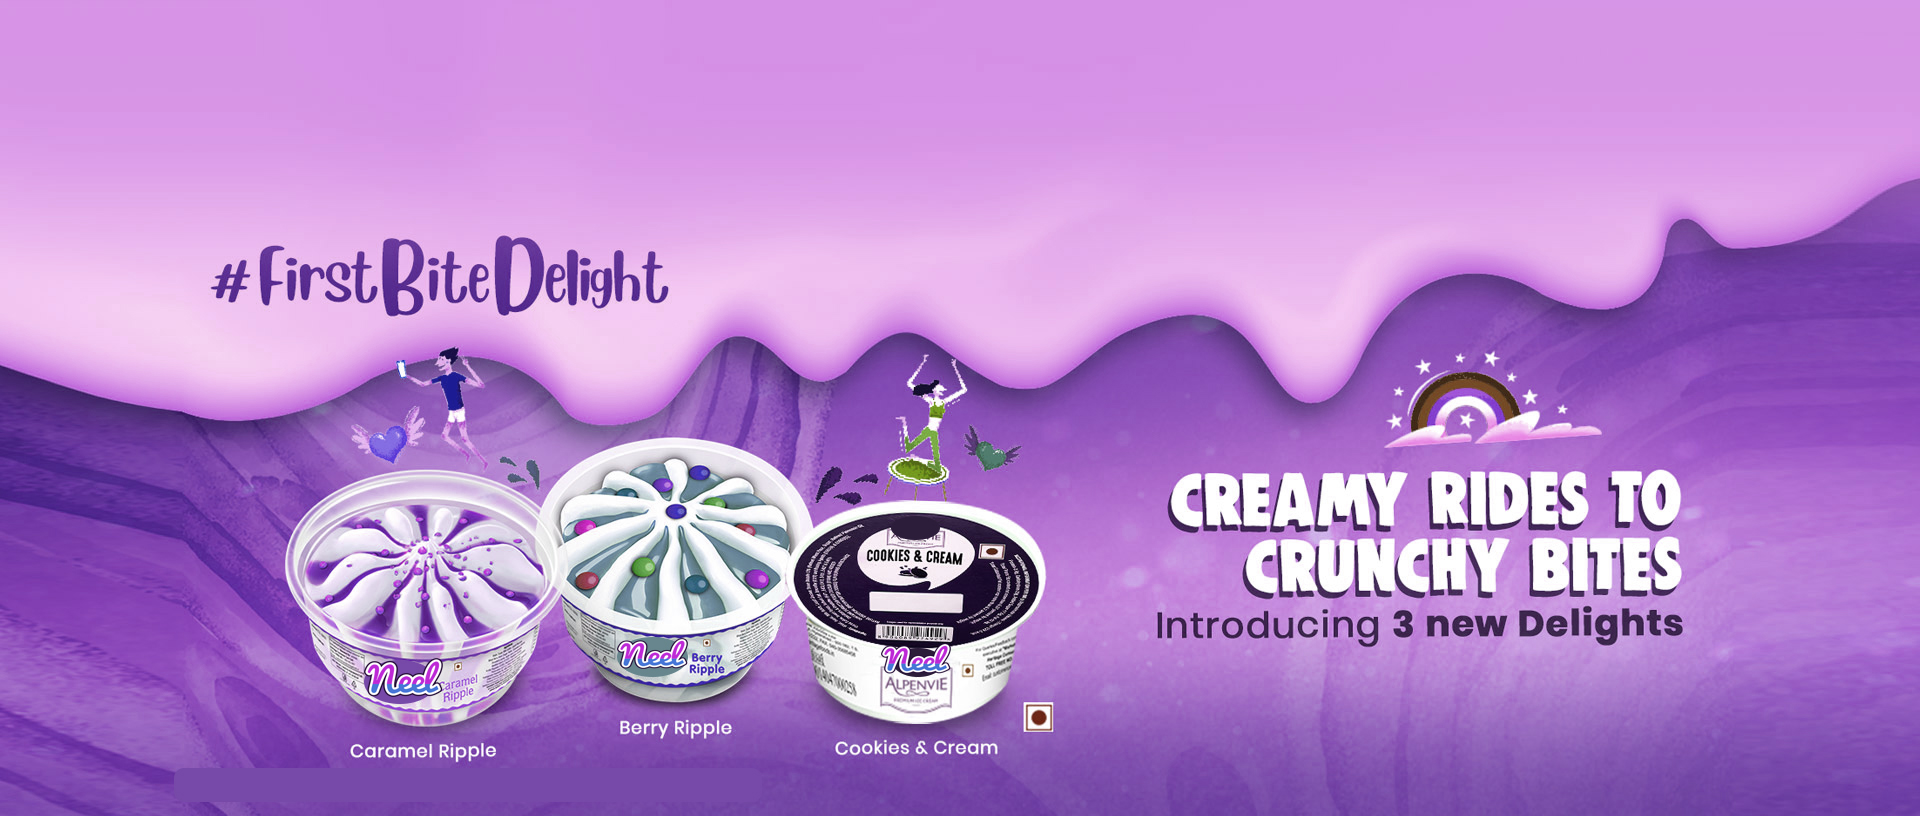 #FirstBiteDelight
CREAMY RIDES TO
CRUNCHY BITES
Introducing 3 new Delights
COOKIES & CREAM
Neel
Caramel
Ripple
Neel
Berry
Ripple
Neel
ALPENVIE
Caramel Ripple
Berry Ripple
Cookies & Cream